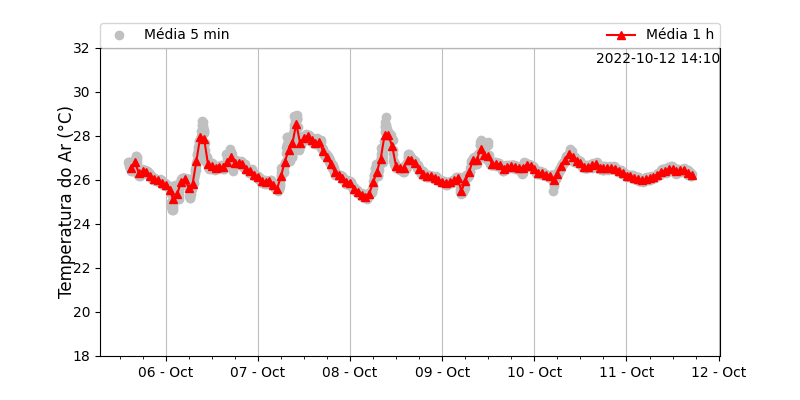 Média 5 min
Média 1 h
2022-10-12 14:10
Temperatura do Ar (°C)
32
30
28
26
24
22
20
18
06 - Oct
07 - Oct
08 - Oct
09 - Oct
10 - Oct
11 - Oct
12 - Oct